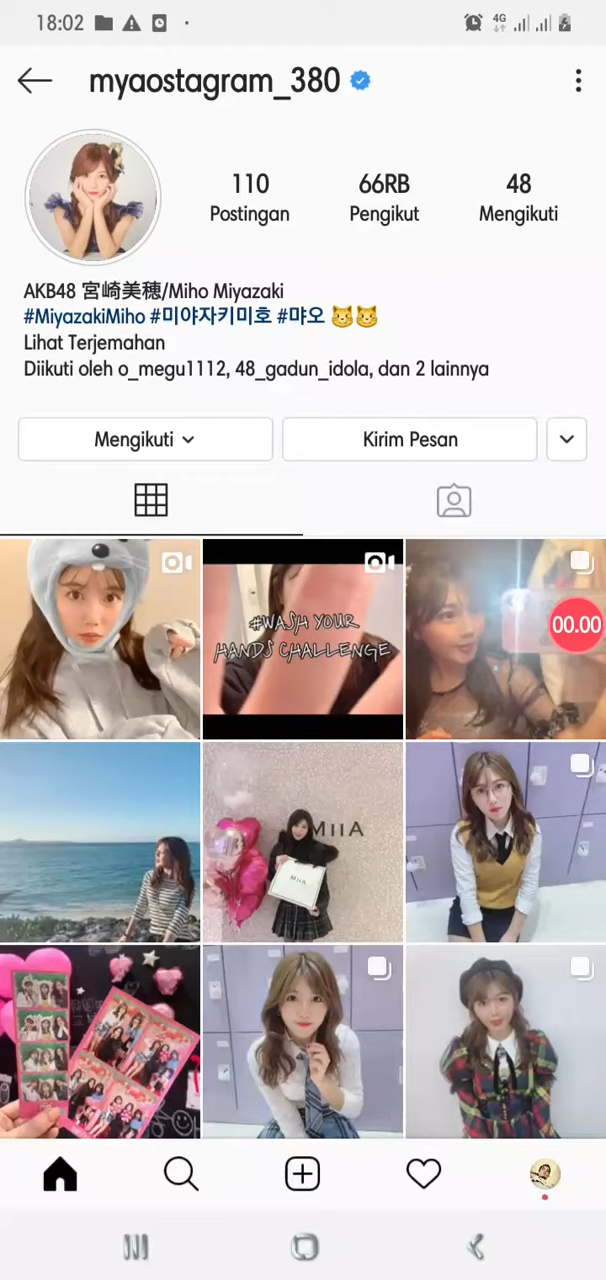 18:02
4G
myaostagram_380
110
Postingan
66RB
Pengikut
48
Mengikuti
AKB48 宮崎美穂/Miho Miyazaki
#MiyazakiMiho #미야자키미호 #먀오 😼😼
Lihat Terjemahan
Diikuti oleh o_megu1112, 48_gadun_idola, dan 2 lainnya
Mengikuti
Kirim Pesan
#WASH YOUR
HANDS CHALLENGE
00.00
MIIA
MIIA